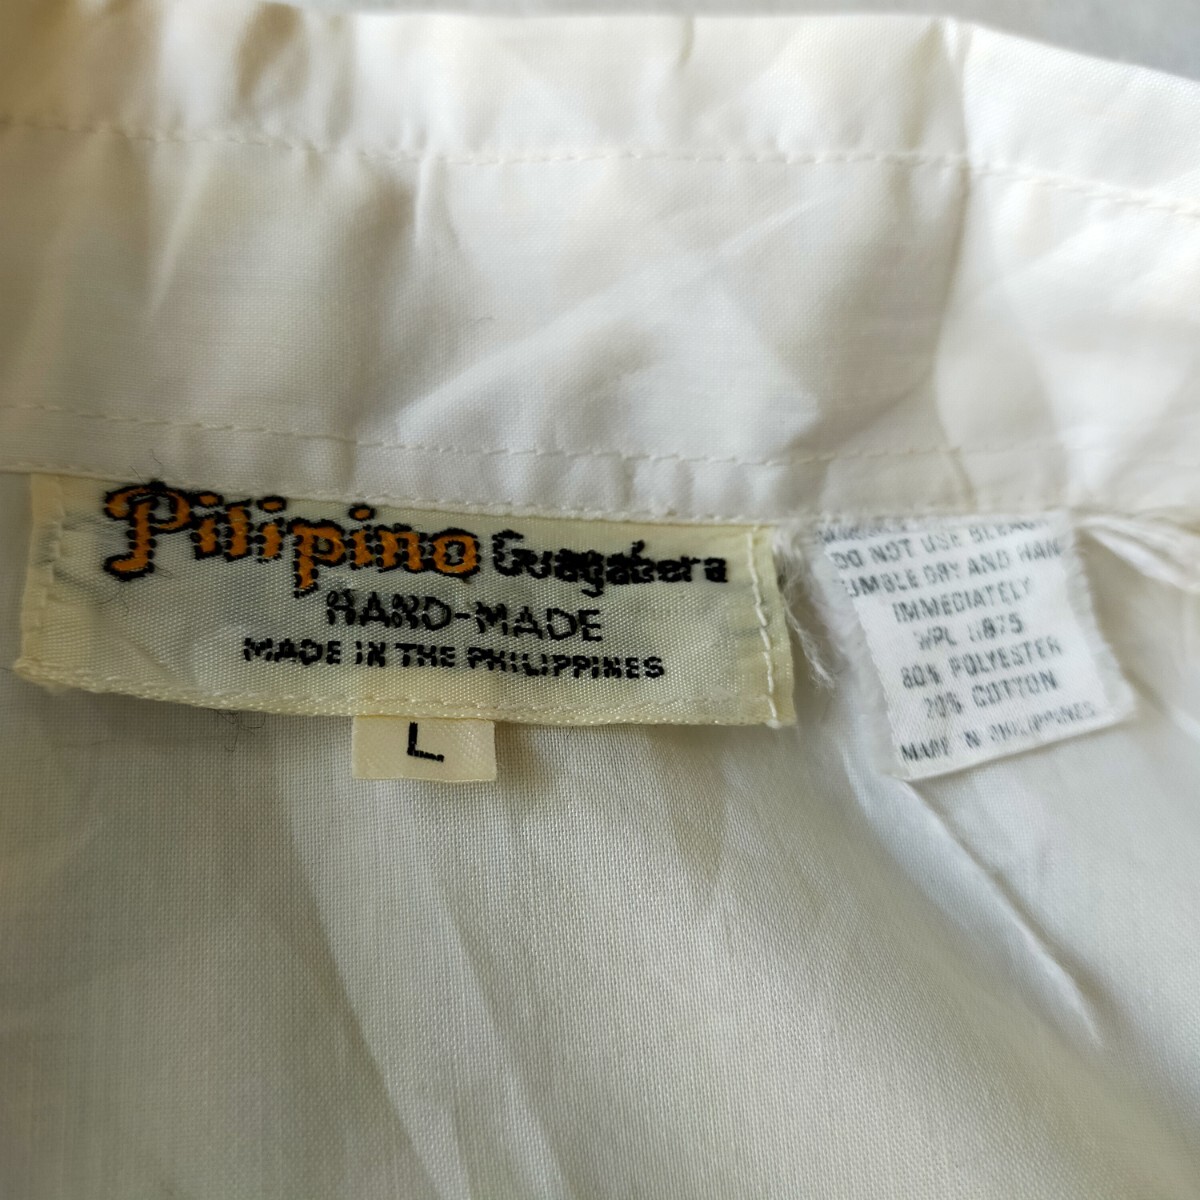 Pilipino Guayabera
HAND-MADE
MADE IN THE PHILIPPINES
L
DO NOT USE BLEACH
TUMBLE DRY AND HANG
IMMEDIATELY
WPL 11875
80% POLYESTER
20% COTTON
MADE IN PHILIPPINES